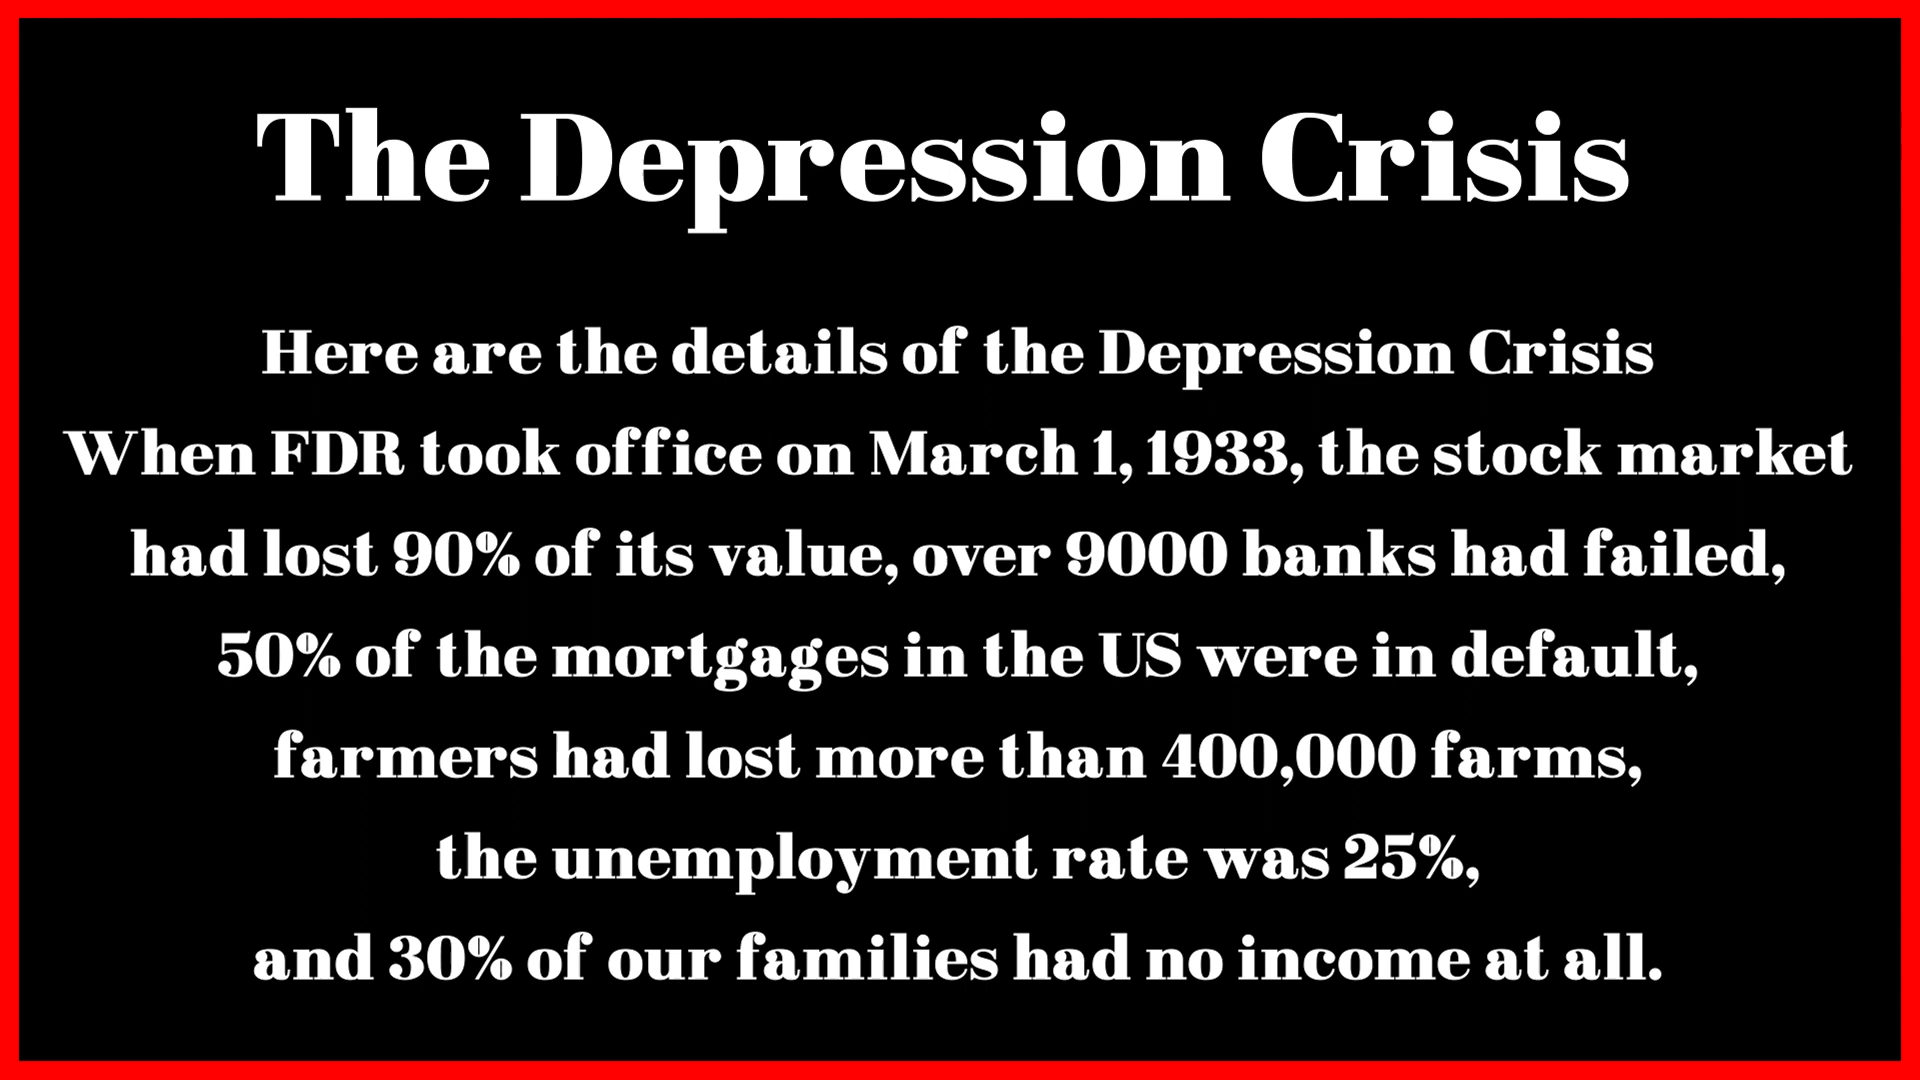 The Depression Crisis
Here are the details of the Depression Crisis
When FDR took office on March 1, 1933, the stock market
had lost 90% of its value, over 9000 banks had failed,
50% of the mortgages in the US were in default,
farmers had lost more than 400,000 farms,
the unemployment rate was 25%,
and 30% of our families had no income at all.